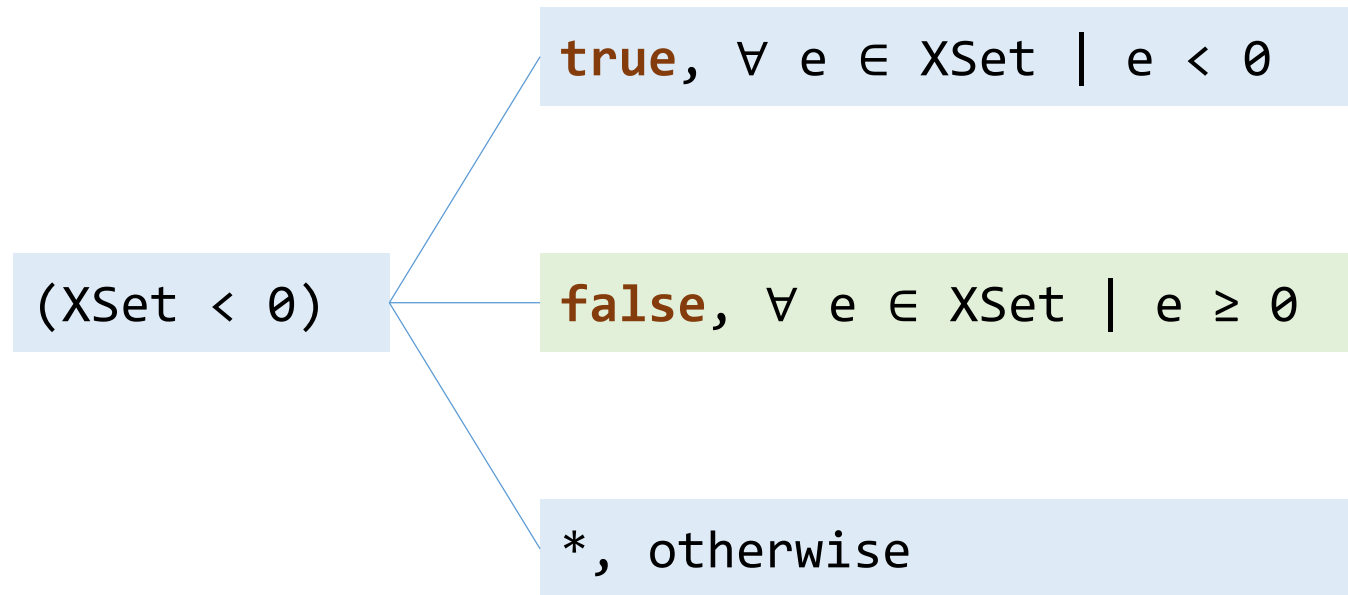 true, ∀ e ∈ XSet | e < 0
(XSet < 0)
false, ∀ e ∈ XSet | e ≥ 0
*, otherwise